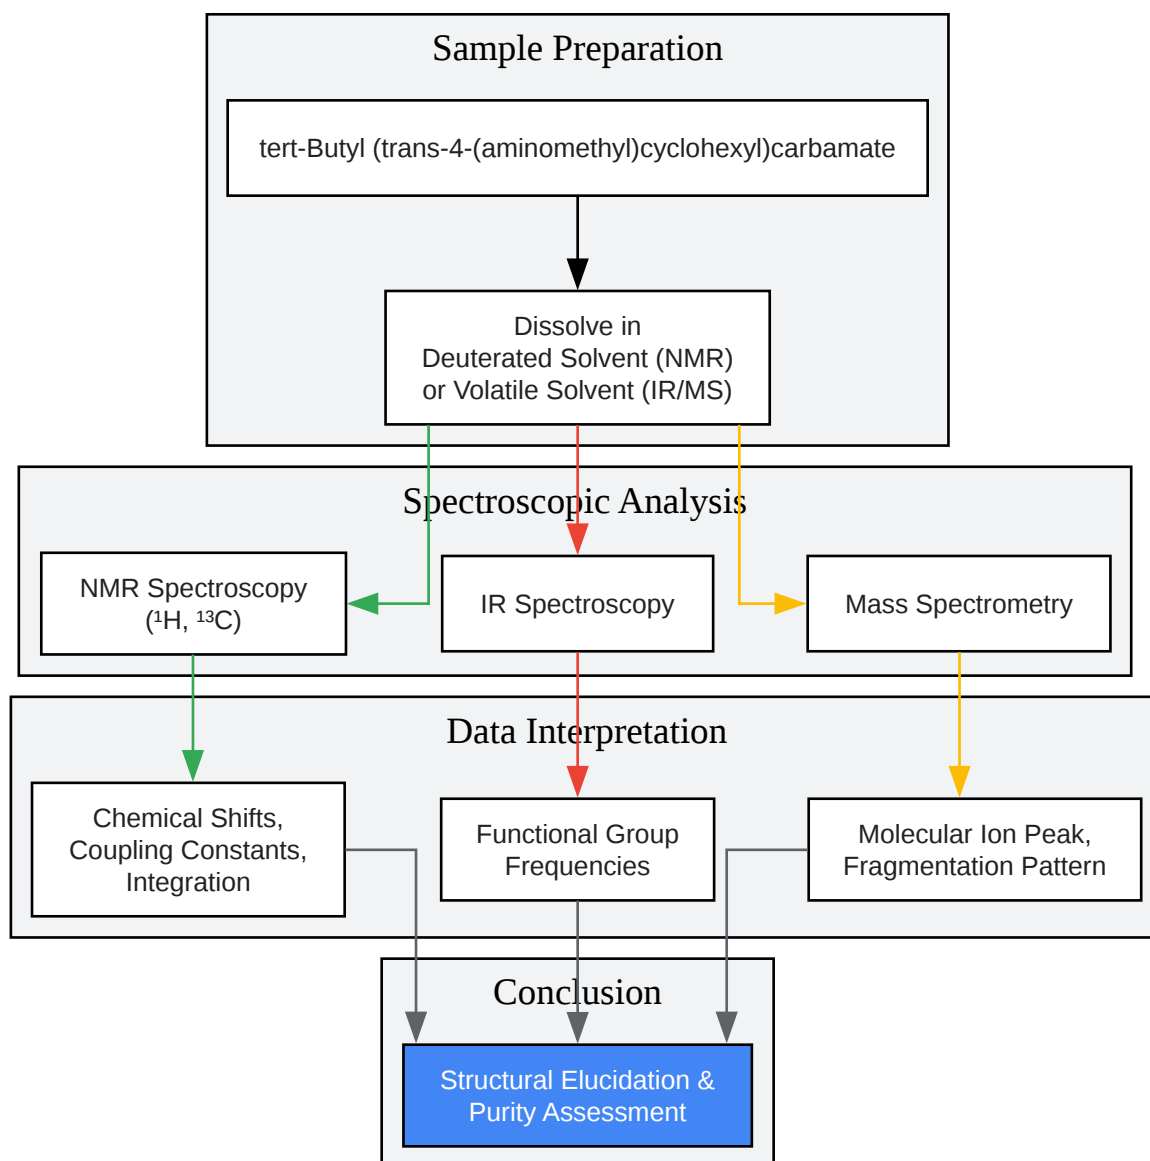 Sample Preparation
tert-Butyl (trans-4-(aminomethyl)cyclohexyl)carbamate
Dissolve in
Deuterated Solvent (NMR)
or Volatile Solvent (IR/MS)
Spectroscopic Analysis
NMR Spectroscopy
(¹H, ¹³C)
IR Spectroscopy
Mass Spectrometry
Data Interpretation
Chemical Shifts,
Coupling Constants,
Integration
Functional Group
Frequencies
Molecular Ion Peak,
Fragmentation Pattern
Conclusion
Structural Elucidation &
Purity Assessment